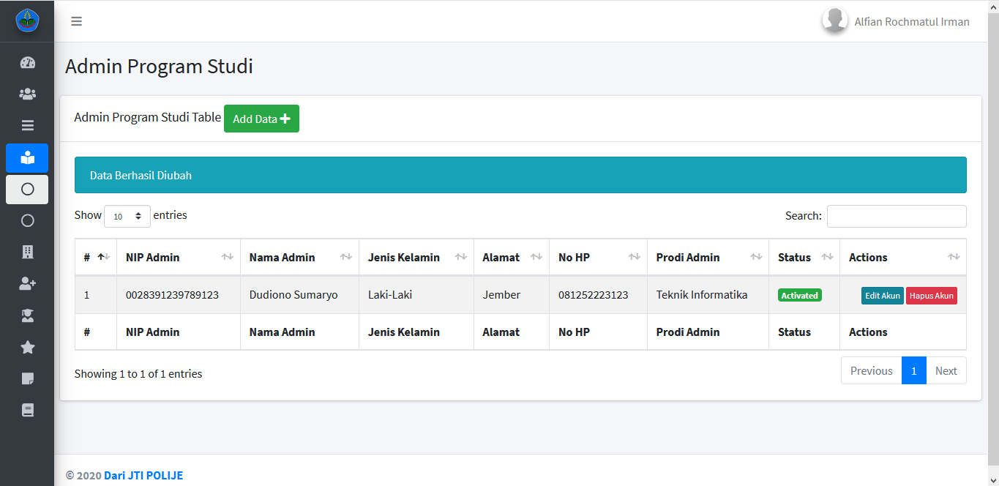 Alfian Rochmatul Irman
Admin Program Studi
Admin Program Studi Table Add Data
Data Berhasil Diubah
Show 10 entries Search:
# NIP Admin Nama Admin Jenis Kelamin Alamat No HP Prodi Admin Status Actions
1 0028391239789123 Dudiono Sumaryo Laki-Laki Jember 081252223123 Teknik Informatika Activated Edit Akun Hapus Akun
# NIP Admin Nama Admin Jenis Kelamin Alamat No HP Prodi Admin Status Actions
Showing 1 to 1 of 1 entries Previous 1 Next
© 2020 Dari JTI POLIJE